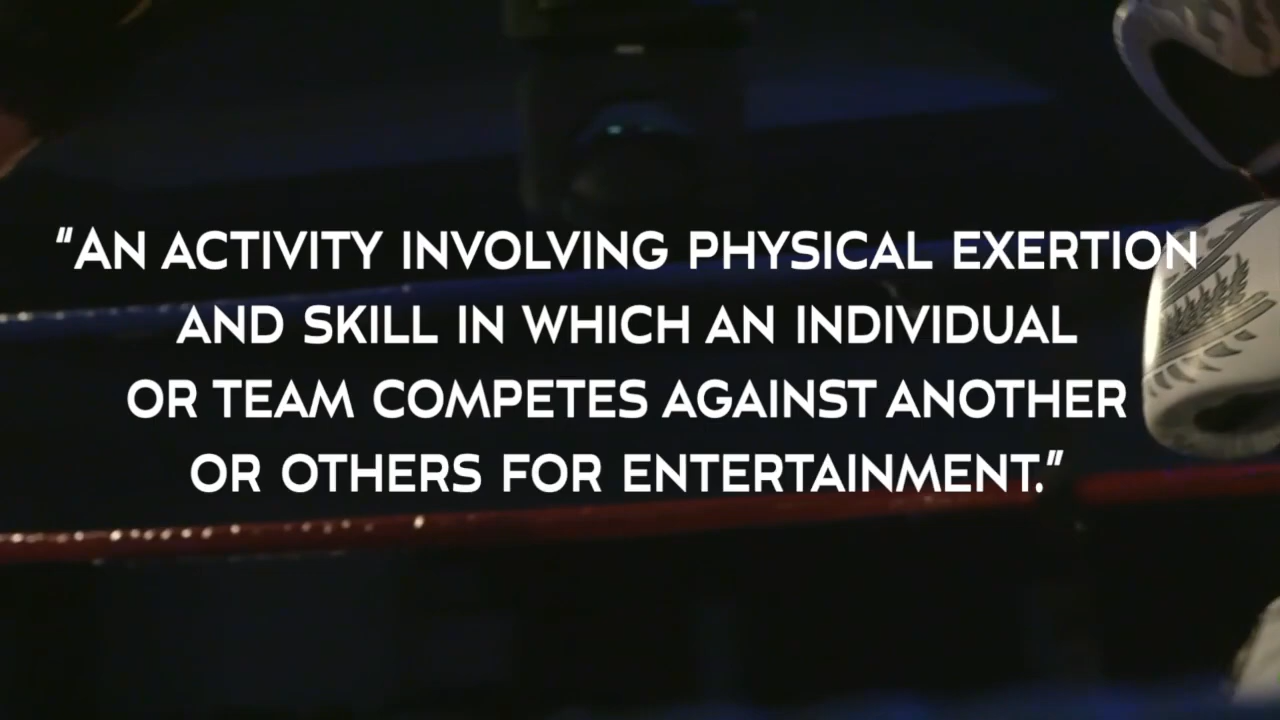 "AN ACTIVITY INVOLVING PHYSICAL EXERTION
AND SKILL IN WHICH AN INDIVIDUAL
OR TEAM COMPETES AGAINST ANOTHER
OR OTHERS FOR ENTERTAINMENT."